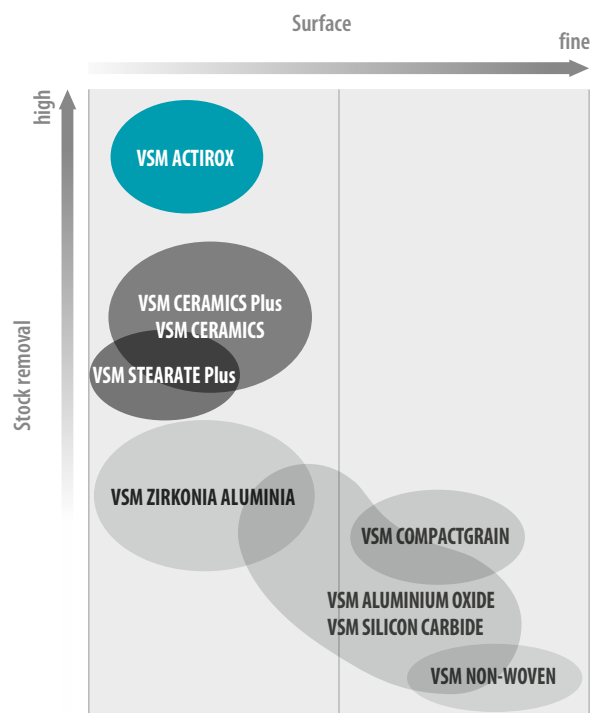 Surface
fine
high
Stock removal
VSM ACTIROX
VSM CERAMICS Plus
VSM CERAMICS
VSM STEARATE Plus
VSM ZIRKONIA ALUMINIA
VSM COMPACTGRAIN
VSM ALUMINIUM OXIDE
VSM SILICON CARBIDE
VSM NON-WOVEN